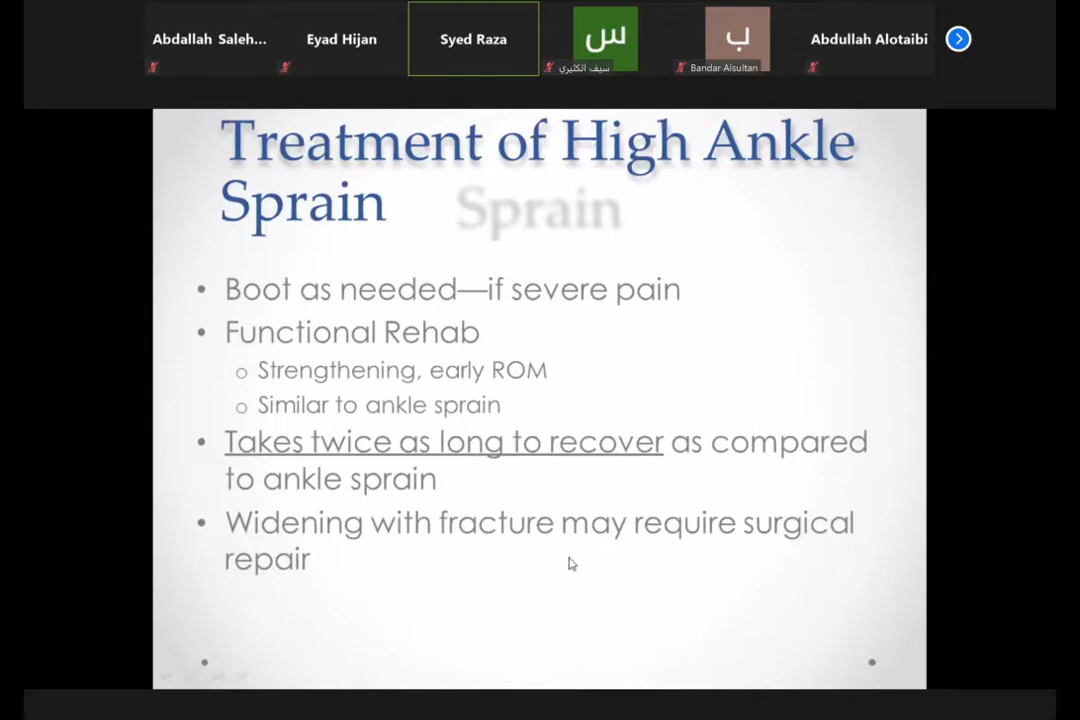 Abdallah Saleh...
Eyad Hijan
Syed Raza
س
سيف الكثيري
ب
Bandar Alsultan
Abdullah Alotaibi
Treatment of High Ankle
Sprain
• Boot as needed—if severe pain
• Functional Rehab
o Strengthening, early ROM
o Similar to ankle sprain
• Takes twice as long to recover as compared
to ankle sprain
• Widening with fracture may require surgical
repair